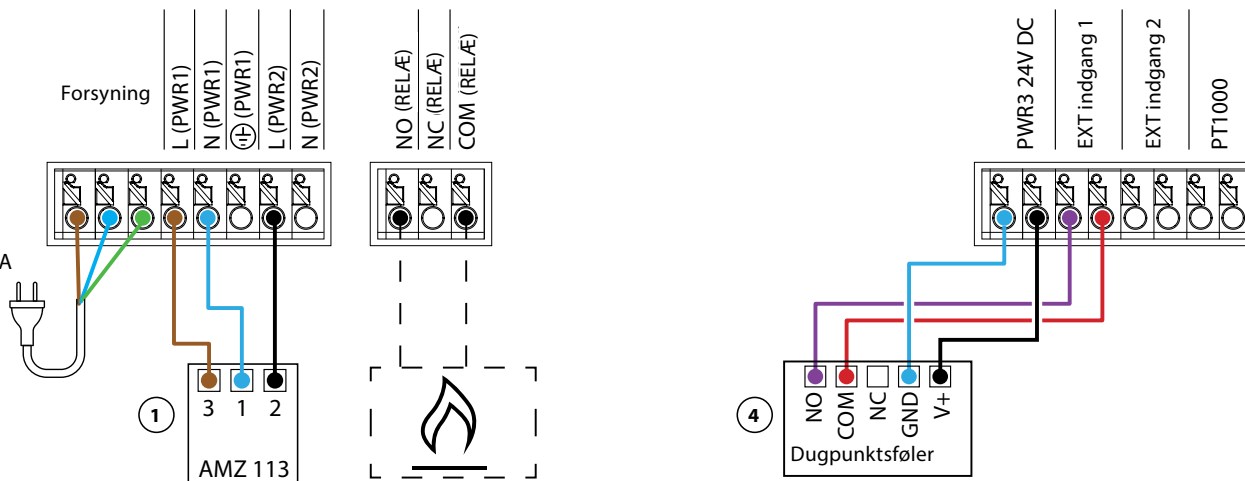 Forsyning
L (PWR1)
N (PWR1)
(PWR1)
L (PWR2)
N (PWR2)
NO (RELÆ)
NC (RELÆ)
COM (RELÆ)
PWR3 24V DC
EXT indgang 1
EXT indgang 2
PT1000
A
3 1 2
1
AMZ 113
4
NO
COM
NC
GND
V+
Dugpunktsføler